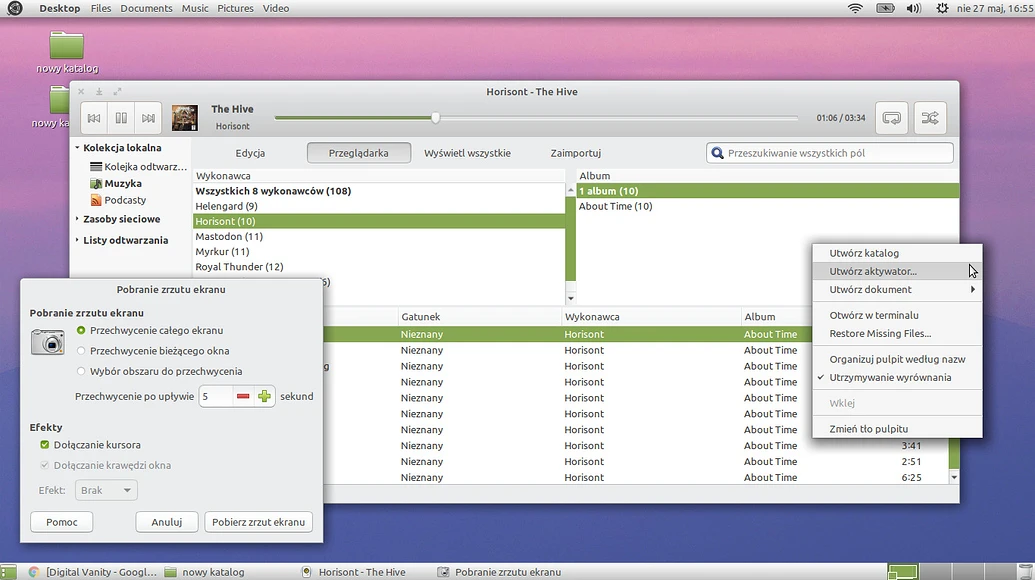 Desktop Files Documents Music Pictures Video nie 27 maj, 16:55
nowy katalog
nowy ka
Horisont - The Hive
The Hive
Horisont
01:06 / 03:34
Kolekcja lokalna
Kolejka odtwarz...
Muzyka
Podcasty
Zasoby sieciowe
Listy odtwarzania
Edycja Przeglądarka Wyświetl wszystkie Zaimportuj Przeszukiwanie wszystkich pól
Wykonawca
Wszystkich 8 wykonawców (108)
Helengard (9)
Horisont (10)
Mastodon (11)
Myrkur (11)
Royal Thunder (12)
6)
Album
1 album (10)
About Time (10)
Gatunek Wykonawca Album
Nieznany Horisont About Time
Nieznany Horisont About Time
g Nieznany Horisont About Time
Nieznany Horisont About Time
Nieznany Horisont About Time
Nieznany Horisont About Time
Nieznany Horisont About Time
Nieznany Horisont About Time 3:41
Nieznany Horisont About Time 2:51
Nieznany Horisont About Time 6:25
Utwórz katalog
Utwórz aktywator...
Utwórz dokument
Otwórz w terminalu
Restore Missing Files...
Organizuj pulpit według nazw
Utrzymywanie wyrównania
Wklej
Zmień tło pulpitu
Pobranie zrzutu ekranu
Pobranie zrzutu ekranu
Przechwycenie całego ekranu
Przechwycenie bieżącego okna
Wybór obszaru do przechwycenia
Przechwycenie po upływie 5 sekund
Efekty
Dołączanie kursora
Dołączanie krawędzi okna
Efekt: Brak
Pomoc Anuluj Pobierz zrzut ekranu
[Digital Vanity - Googl... nowy katalog Horisont - The Hive Pobranie zrzutu ekranu